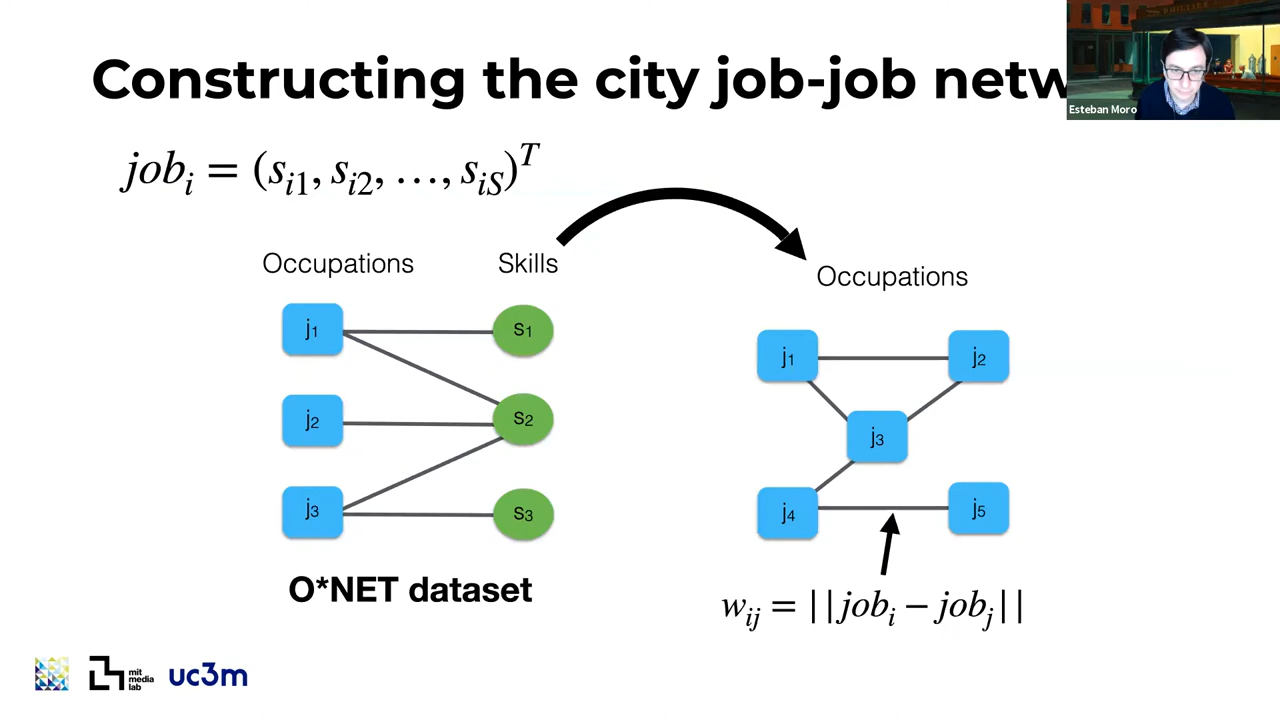 Constructing the city job-job netw
Esteban Moro
job_i = (s_i1, s_i2, …, s_iS)^T
Occupations
Skills
Occupations
j1
s1
j2
s2
j3
s3
j1
j2
j3
j4
j5
O*NET dataset
w_ij = ||job_i − job_j||
mit
media
lab
uc3m